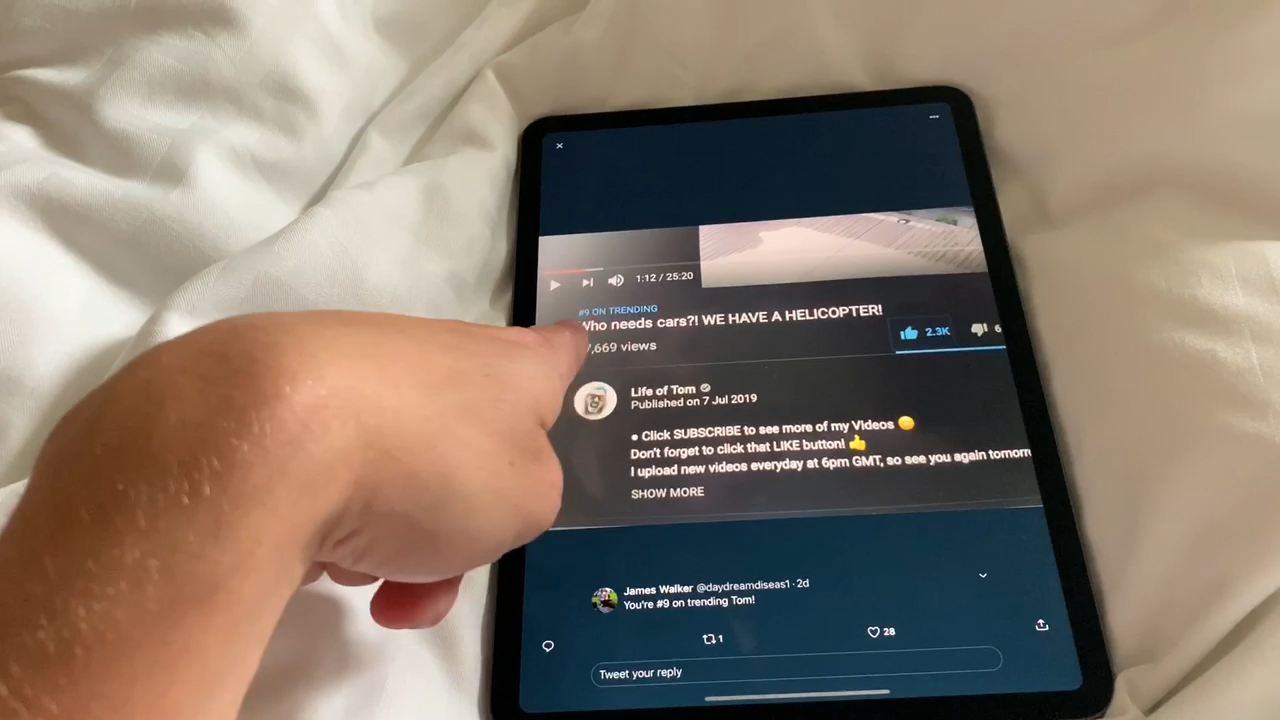 1:12 / 25:20
#9 ON TRENDING
Who needs cars?! WE HAVE A HELICOPTER!
,669 views
2.3K
6
Life of Tom
Published on 7 Jul 2019
● Click SUBSCRIBE to see more of my Videos
Don't forget to click that LIKE button!
I upload new videos everyday at 6pm GMT, so see you again tomorr
SHOW MORE
James Walker @daydreamdiseas1 · 2d
You're #9 on trending Tom!
1
28
Tweet your reply